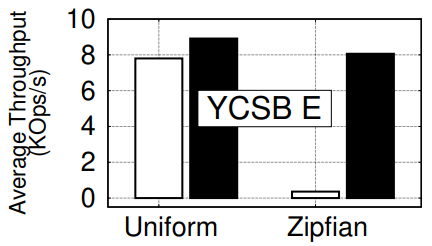 Average Throughput
(KOps/s)
10
8
6
4
2
0
YCSB E
Uniform
Zipfian